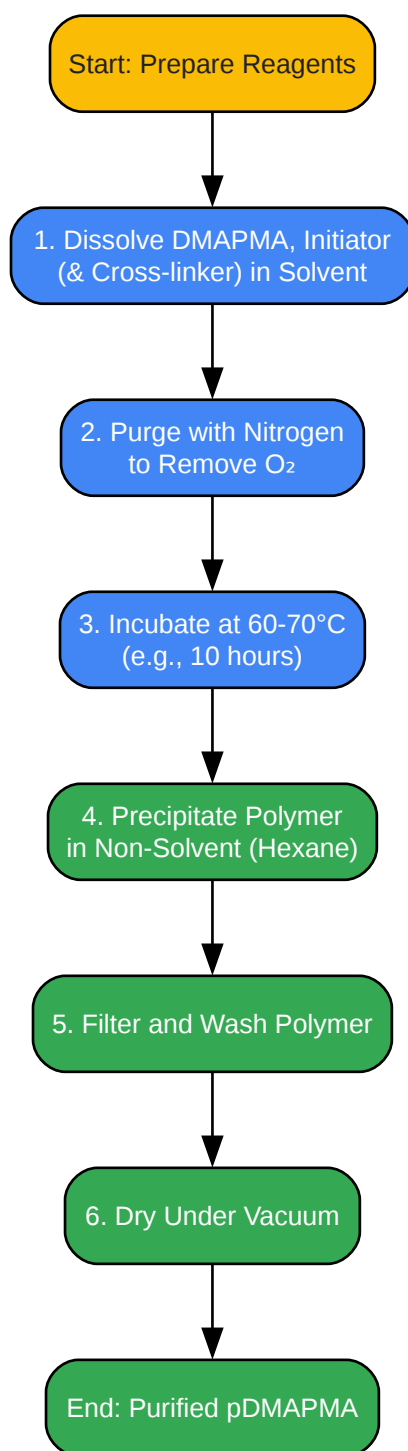 Start: Prepare Reagents
1. Dissolve DMAPMA, Initiator
(& Cross-linker) in Solvent
2. Purge with Nitrogen
to Remove O₂
3. Incubate at 60-70°C
(e.g., 10 hours)
4. Precipitate Polymer
in Non-Solvent (Hexane)
5. Filter and Wash Polymer
6. Dry Under Vacuum
End: Purified pDMAPMA